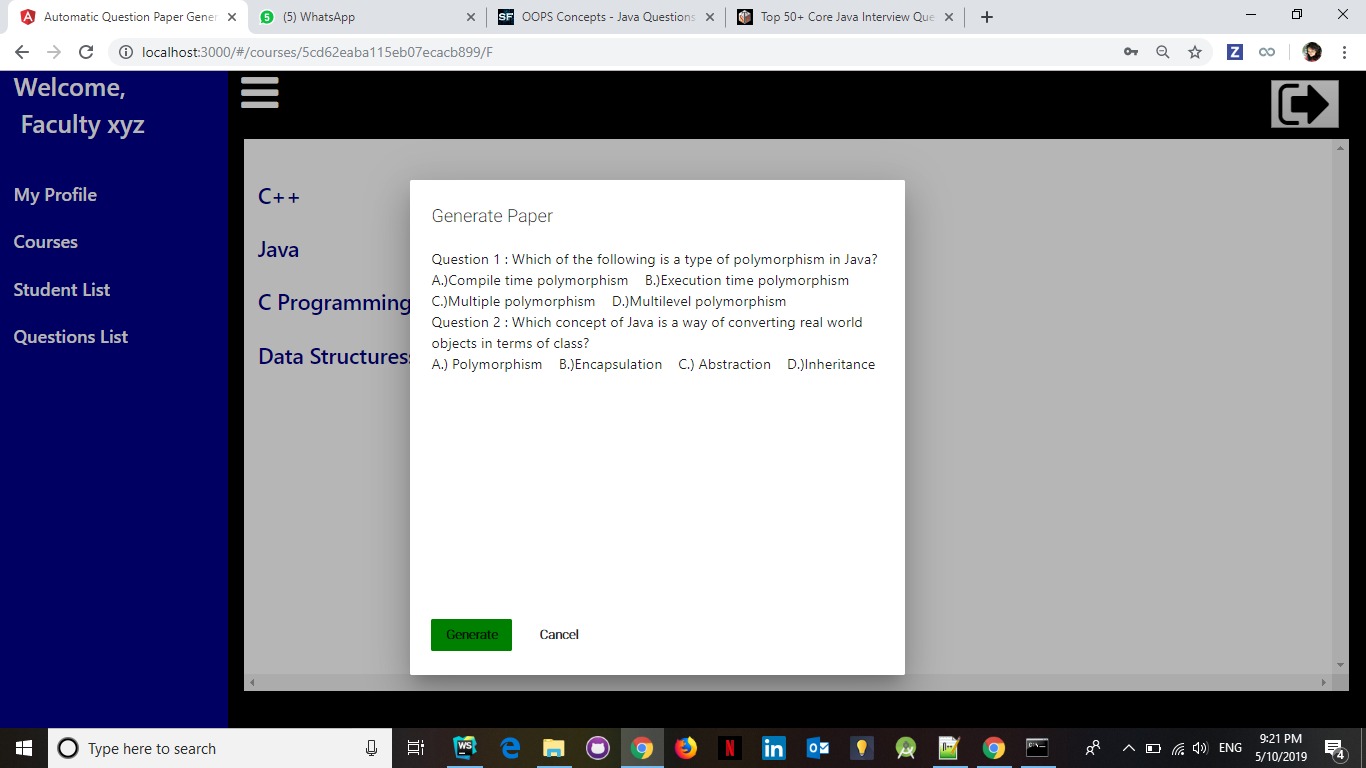 Automatic Question Paper Gener
(5) WhatsApp
OOPS Concepts - Java Questions
Top 50+ Core Java Interview Que
localhost:3000/#/courses/5cd62eaba115eb07ecacb899/F
Welcome,
Faculty xyz
My Profile
Courses
Student List
Questions List
C++
Java
C Programming
Data Structures
Generate Paper
Question 1 : Which of the following is a type of polymorphism in Java?
A.)Compile time polymorphism B.)Execution time polymorphism
C.)Multiple polymorphism D.)Multilevel polymorphism
Question 2 : Which concept of Java is a way of converting real world
objects in terms of class?
A.) Polymorphism B.)Encapsulation C.) Abstraction D.)Inheritance
Generate Cancel
Type here to search
ENG
9:21 PM
5/10/2019
4